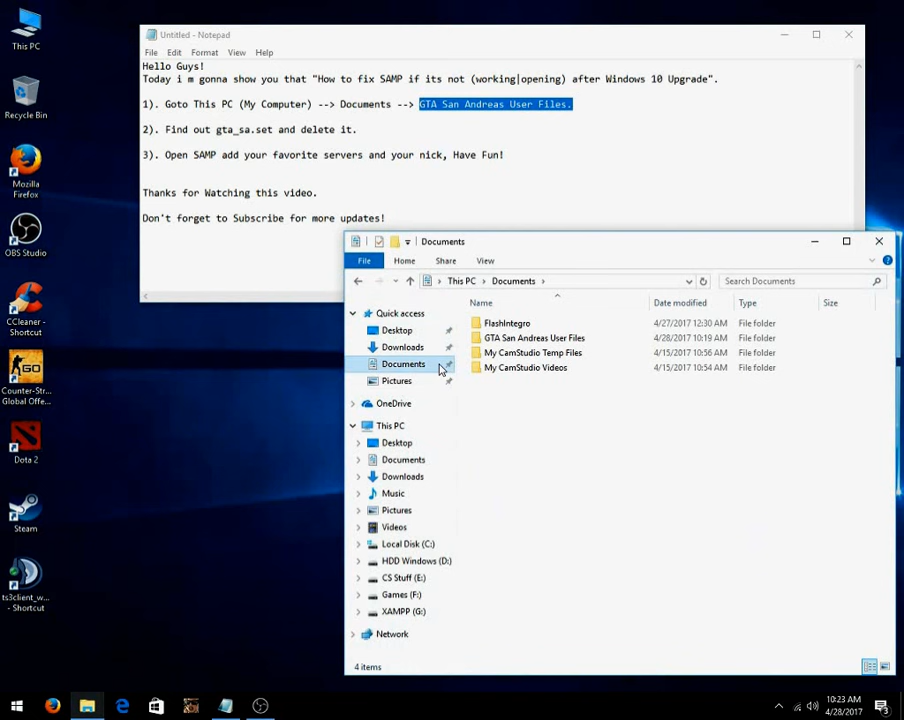 This PC
Recycle Bin
Mozilla
Firefox
OBS Studio
CCleaner -
Shortcut
Counter-Str...
Global Offe...
Dota 2
Steam
ts3client_w...
- Shortcut
Untitled - Notepad
File Edit Format View Help
Hello Guys!
Today i m gonna show you that "How to fix SAMP if its not (working|opening) after Windows 10 Upgrade".
1). Goto This PC (My Computer) --> Documents --> GTA San Andreas User Files.
2). Find out gta_sa.set and delete it.
3). Open SAMP add your favorite servers and your nick, Have Fun!
Thanks for Watching this video.
Don't forget to Subscribe for more updates!
Documents
File Home Share View
This PC > Documents >
Search Documents
Name Date modified Type Size
FlashIntegro 4/27/2017 12:30 AM File folder
GTA San Andreas User Files 4/28/2017 10:19 AM File folder
My CamStudio Temp Files 4/15/2017 10:56 AM File folder
My CamStudio Videos 4/15/2017 10:54 AM File folder
Quick access
Desktop
Downloads
Documents
Pictures
OneDrive
This PC
Desktop
Documents
Downloads
Music
Pictures
Videos
Local Disk (C:)
HDD Windows (D:)
CS Stuff (E:)
Games (F:)
XAMPP (G:)
Network
4 items
10:23 AM
4/28/2017
3